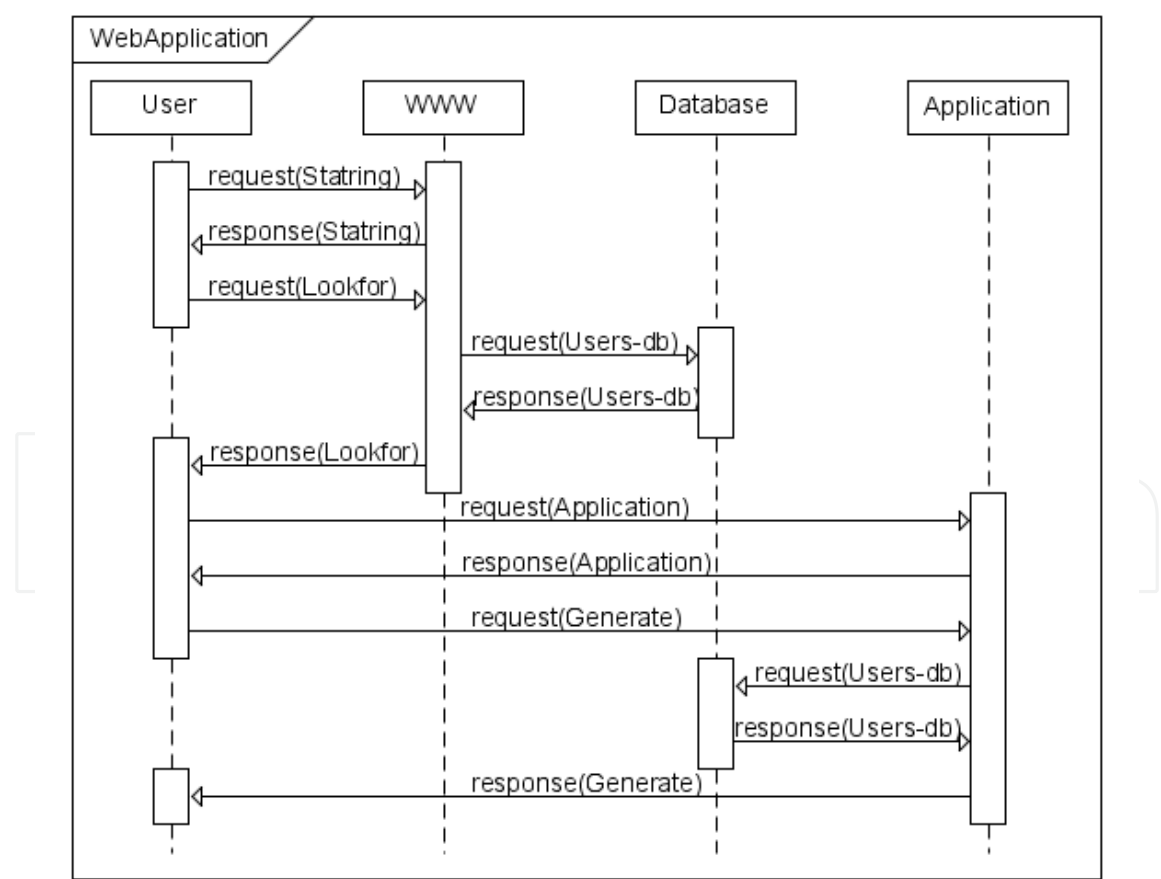 WebApplication
User
WWW
Database
Application
request(Statring)
response(Statring)
request(Lookfor)
request(Users-db)
response(Users-db)
response(Lookfor)
request(Application)
response(Application)
request(Generate)
request(Users-db)
response(Users-db)
response(Generate)